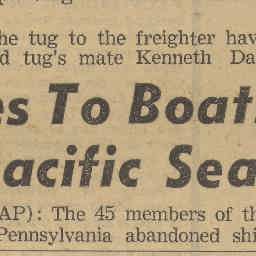 he tug to the freighter hav
d tug's mate Kenneth Da
es To Boat
acific Sea
AP): The 45 members of th
Pennsylvania abandoned shi